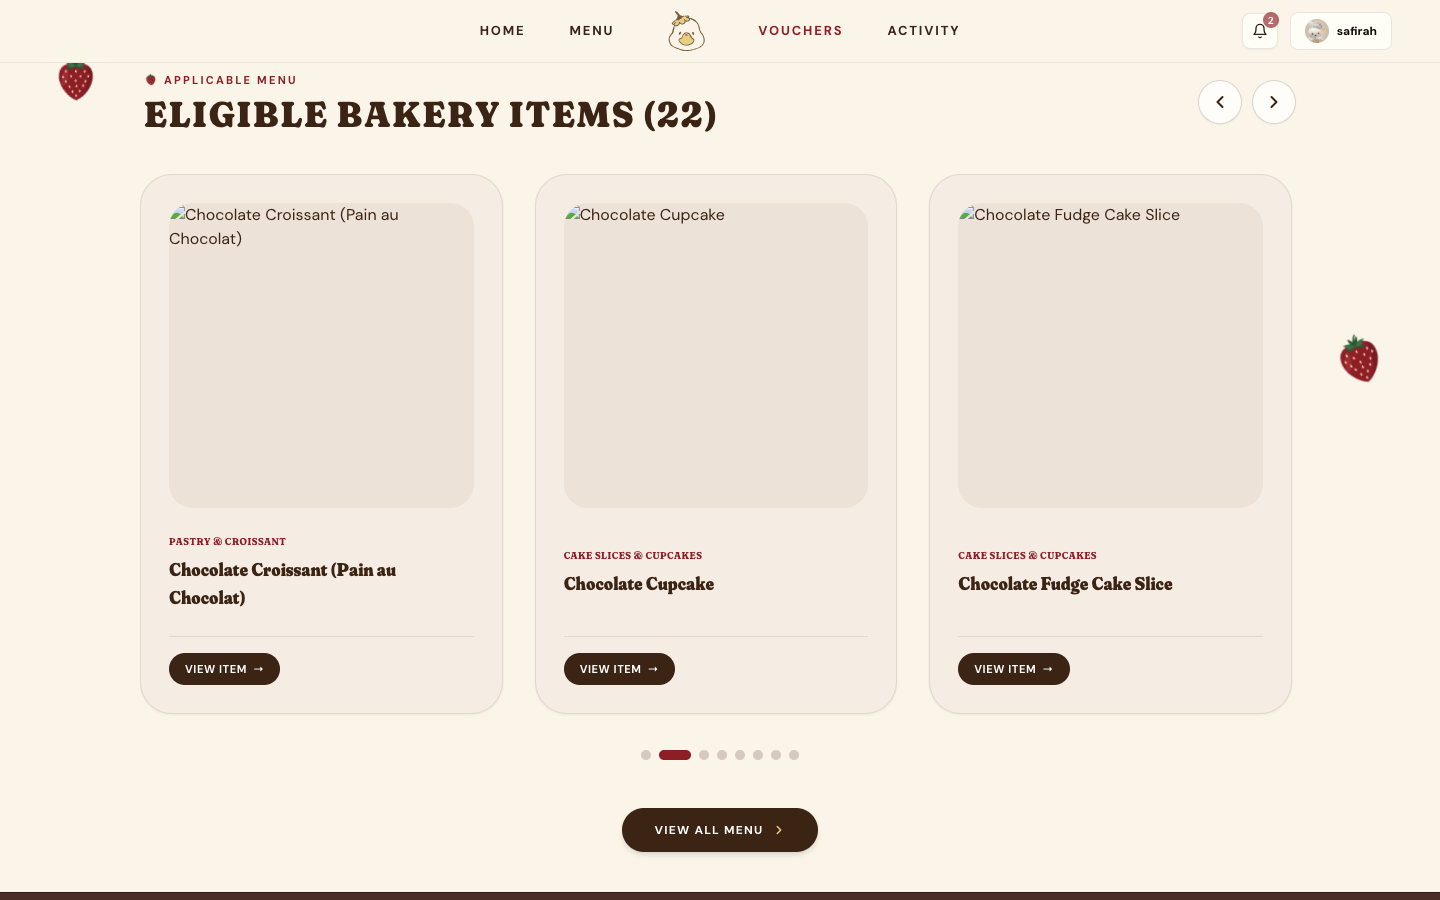 HOME
MENU
VOUCHERS
ACTIVITY
2
safirah
APPLICABLE MENU
ELIGIBLE BAKERY ITEMS (22)
Chocolate Croissant (Pain au
Chocolat)
Chocolate Cupcake
Chocolate Fudge Cake Slice
PASTRY & CROISSANT
Chocolate Croissant (Pain au
Chocolat)
VIEW ITEM →
CAKE SLICES & CUPCAKES
Chocolate Cupcake
VIEW ITEM →
CAKE SLICES & CUPCAKES
Chocolate Fudge Cake Slice
VIEW ITEM →
VIEW ALL MENU